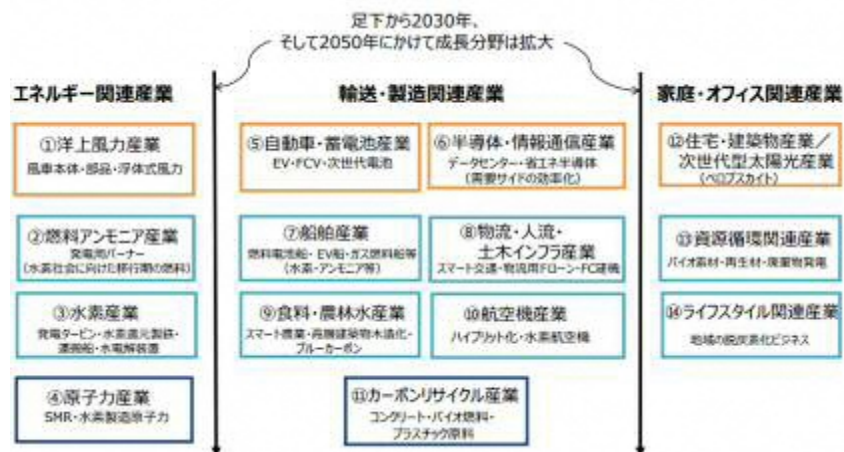 足下から2030年、
そして2050年にかけて成長分野は拡大
エネルギー関連産業
輸送・製造関連産業
家庭・オフィス関連産業
①洋上風力産業
風車本体・部品・浮体式風力
②燃料アンモニア産業
発電用バーナー
(水素社会に向けた移行期の燃料)
③水素産業
発電タービン・水素還元製鉄・
運搬船・水電解装置
④原子力産業
SMR・水素製造原子力
⑤自動車・蓄電池産業
EV・FCV・次世代電池
⑥半導体・情報通信産業
データセンター・省エネ半導体
(需要サイドの効率化)
⑦船舶産業
燃料電池船・EV船・ガス燃料船等
(水素・アンモニア等)
⑧物流・人流・
土木インフラ産業
スマート交通・物流用ドローン・FC建機
⑨食料・農林水産業
スマート農業・高層建築物木造化・
ブルーカーボン
⑩航空機産業
ハイブリット化・水素航空機
⑪カーボンリサイクル産業
コンクリート・バイオ燃料・
プラスチック原料
⑫住宅・建築物産業／
次世代型太陽光産業
(ペロブスカイト)
⑬資源循環関連産業
バイオ素材・再生材・廃棄物発電
⑭ライフスタイル関連産業
地域の脱炭素化ビジネス